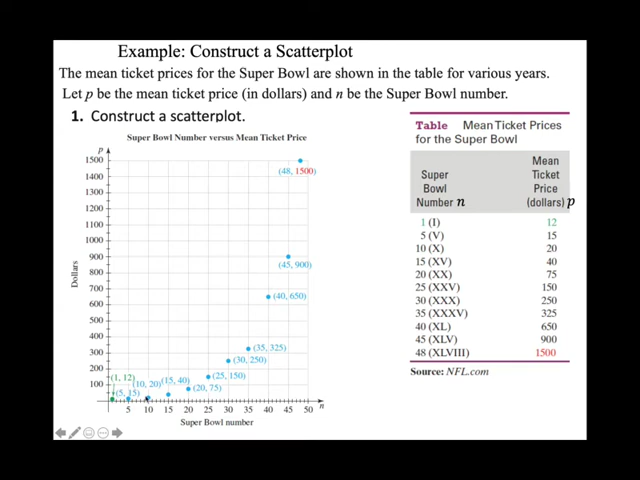 Example: Construct a Scatterplot
The mean ticket prices for the Super Bowl are shown in the table for various years.
Let p be the mean ticket price (in dollars) and n be the Super Bowl number.
1. Construct a scatterplot.
Super Bowl Number versus Mean Ticket Price
p
1500
1400
1300
1200
1100
1000
900
800
700
600
500
400
300
200
100
Dollars
(48, 1500)
(45, 900)
(40, 650)
(35, 325)
(30, 250)
(25, 150)
(20, 75)
(15, 40)
(10, 20)
(5, 15)
(1, 12)
5 10 15 20 25 30 35 40 45 50 n
Super Bowl number
Table Mean Ticket Prices
for the Super Bowl
Mean
Super Ticket
Bowl Price
Number n (dollars) p
1 (I) 12
5 (V) 15
10 (X) 20
15 (XV) 40
20 (XX) 75
25 (XXV) 150
30 (XXX) 250
35 (XXXV) 325
40 (XL) 650
45 (XLV) 900
48 (XLVIII) 1500
Source: NFL.com